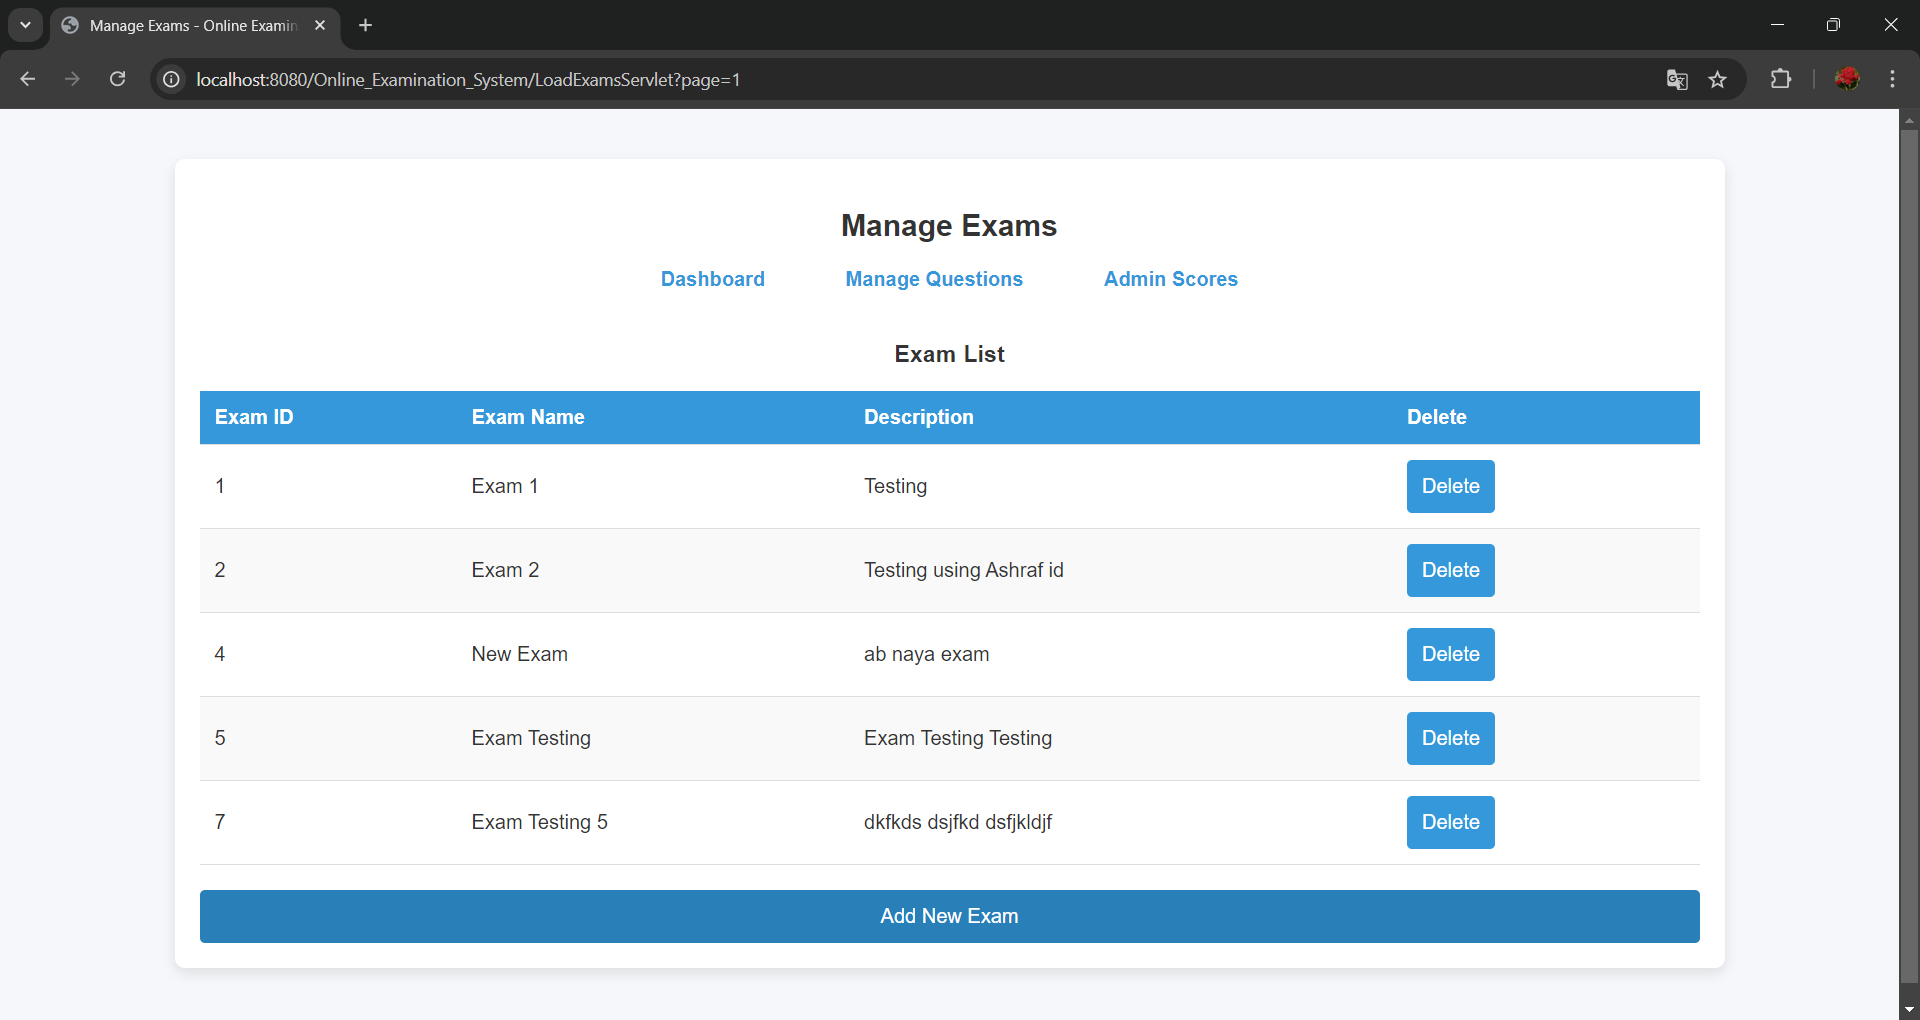 Manage Exams - Online Examin
localhost:8080/Online_Examination_System/LoadExamsServlet?page=1
Manage Exams
Dashboard Manage Questions Admin Scores
Exam List
Exam ID Exam Name Description Delete
1 Exam 1 Testing Delete
2 Exam 2 Testing using Ashraf id Delete
4 New Exam ab naya exam Delete
5 Exam Testing Exam Testing Testing Delete
7 Exam Testing 5 dkfkds dsjfkd dsfjkldjf Delete
Add New Exam